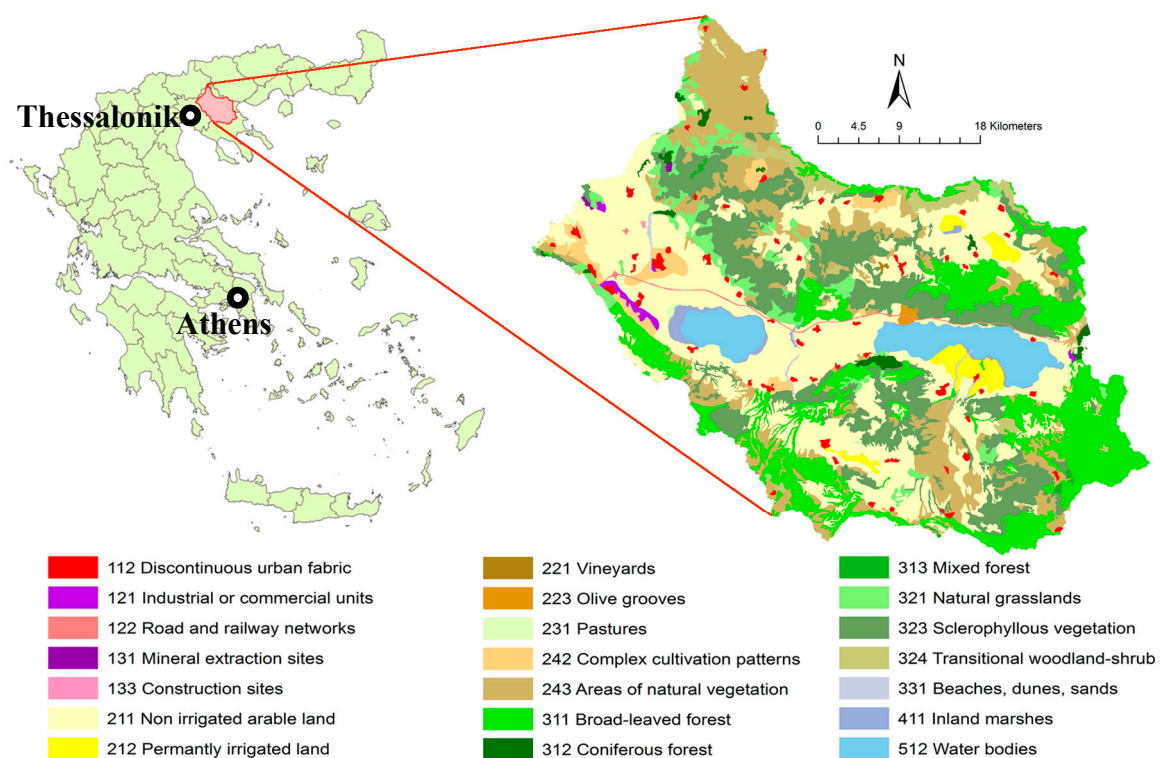 N
Thessalonik
0 4.5 9 18 Kilometers
Athens
112 Discontinuous urban fabric
121 Industrial or commercial units
122 Road and railway networks
131 Mineral extraction sites
133 Construction sites
211 Non irrigated arable land
212 Permantly irrigated land
221 Vineyards
223 Olive grooves
231 Pastures
242 Complex cultivation patterns
243 Areas of natural vegetation
311 Broad-leaved forest
312 Coniferous forest
313 Mixed forest
321 Natural grasslands
323 Sclerophyllous vegetation
324 Transitional woodland-shrub
331 Beaches, dunes, sands
411 Inland marshes
512 Water bodies